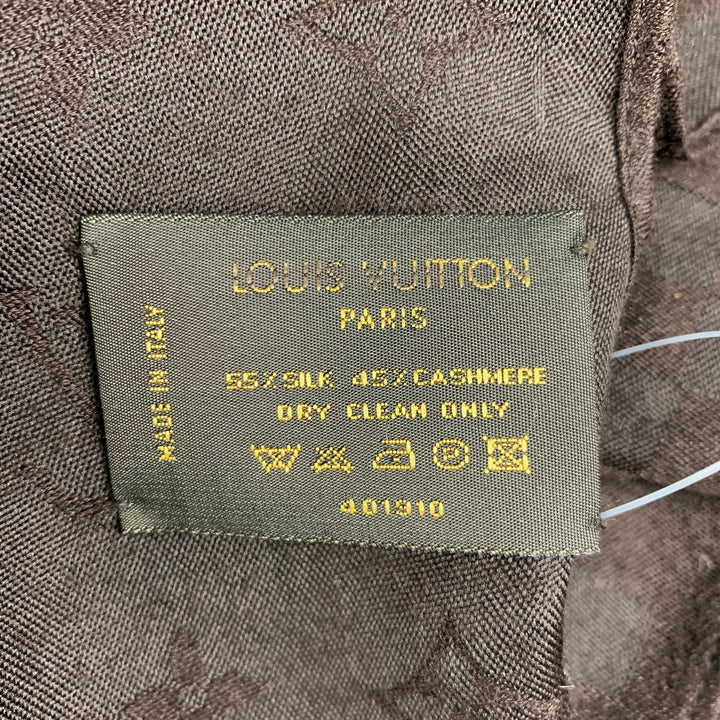 LOUIS VUITTON
PARIS
MADE IN ITALY
55% SILK 45% CASHMERE
DRY CLEAN ONLY
401910